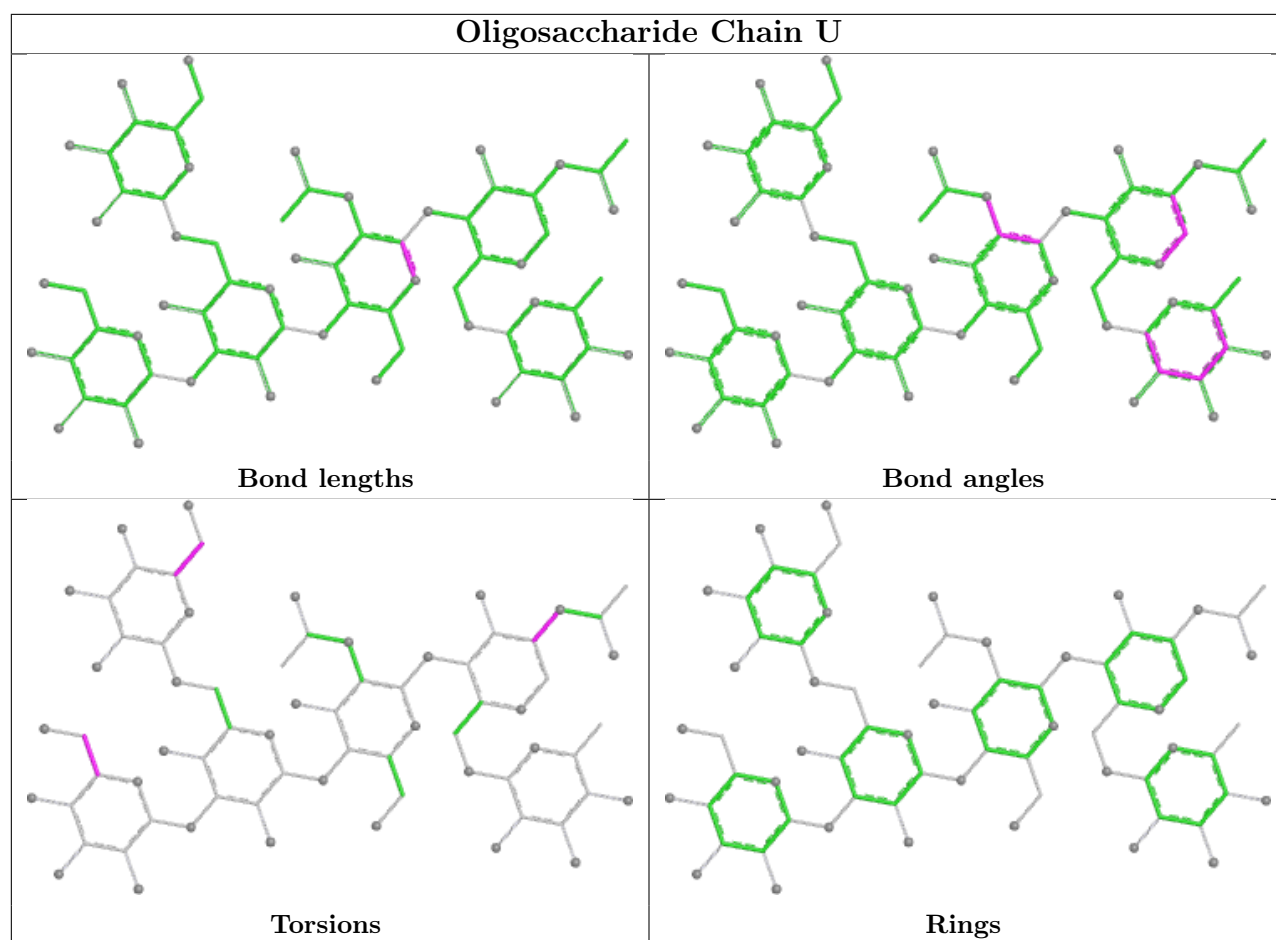 Oligosaccharide Chain U
Bond lengths
Bond angles
Torsions
Rings